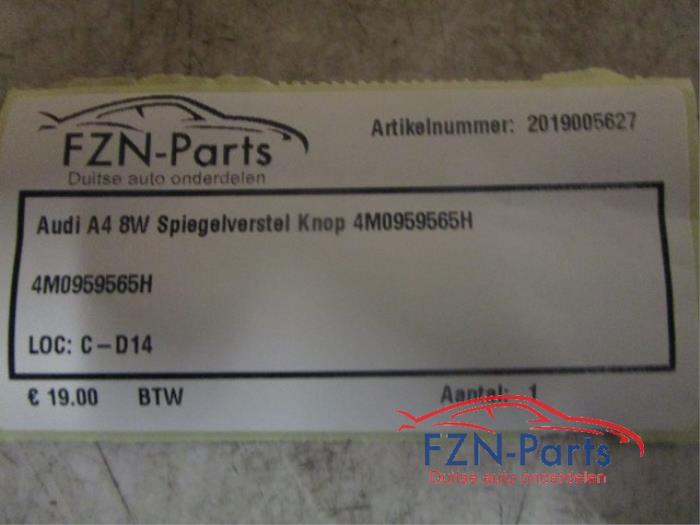 FZN-Parts
Duitse auto onderdelen
Artikelnummer: 2019005627
Audi A4 8W Spiegelverstel Knop 4M0959565H
4M0959565H
LOC: C-D14
€ 19.00 BTW Aantal: 1
FZN-Parts
Duitse auto onderdelen